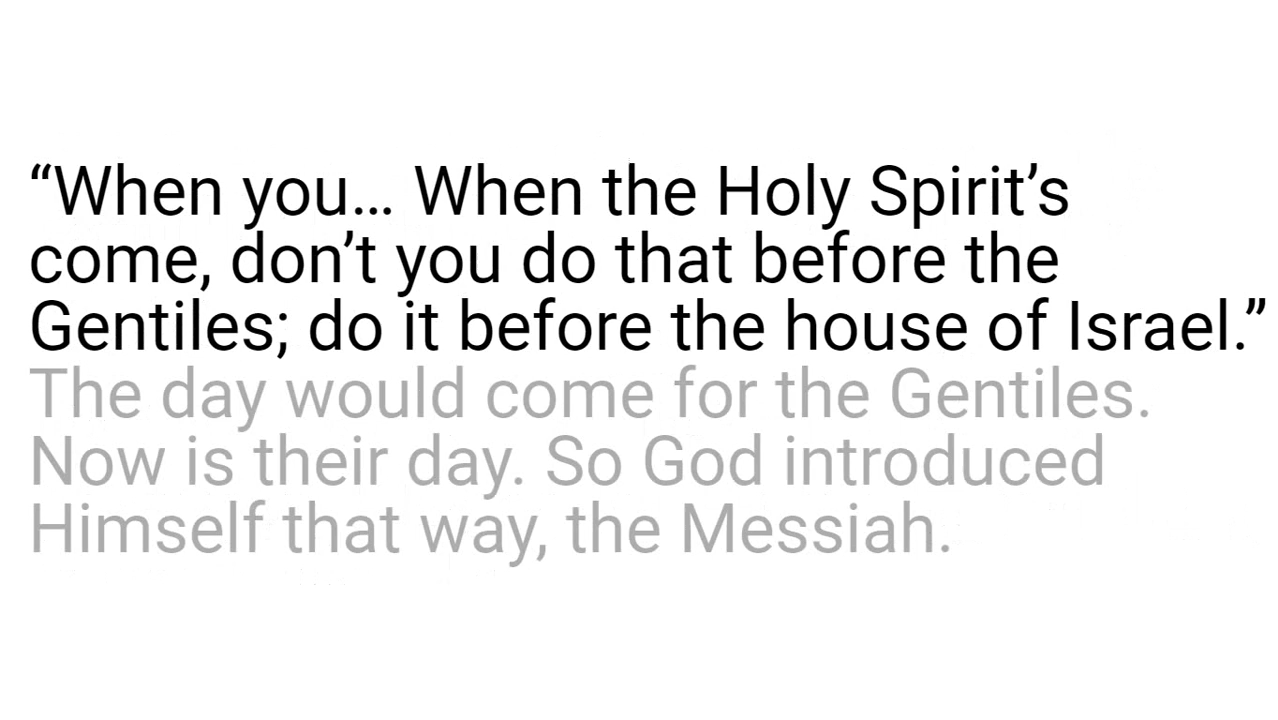 “When you... When the Holy Spirit’s
come, don’t you do that before the
Gentiles; do it before the house of Israel.”
The day would come for the Gentiles.
Now is their day. So God introduced
Himself that way, the Messiah.